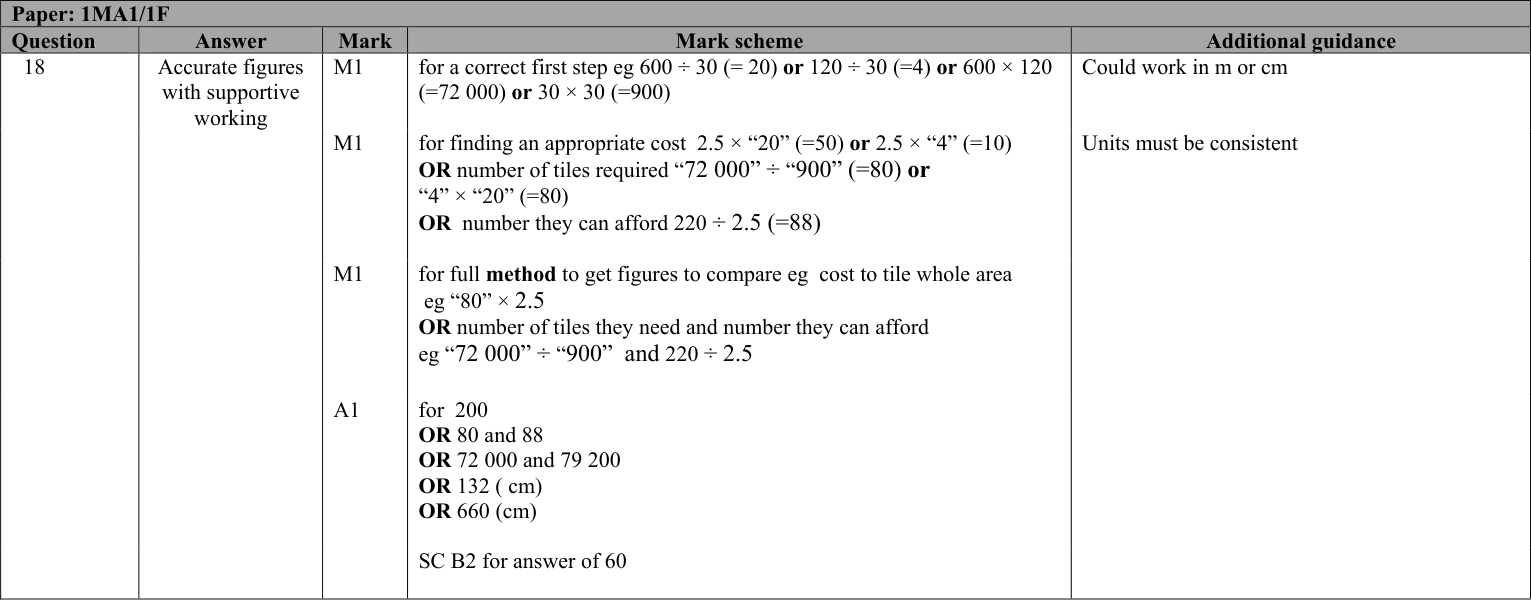 Paper: 1MA1/1F
Question Answer Mark Mark scheme Additional guidance
18 Accurate figures with supportive working M1 for a correct first step eg 600 ÷ 30 (= 20) or 120 ÷ 30 (=4) or 600 × 120
(=72 000) or 30 × 30 (=900)
Could work in m or cm
M1 for finding an appropriate cost 2.5 × “20” (=50) or 2.5 × “4” (=10)
OR number of tiles required “72 000” ÷ “900” (=80) or
“4” × “20” (=80)
OR number they can afford 220 ÷ 2.5 (=88)
Units must be consistent
M1 for full method to get figures to compare eg cost to tile whole area
eg “80” × 2.5
OR number of tiles they need and number they can afford
eg “72 000” ÷ “900” and 220 ÷ 2.5
A1 for 200
OR 80 and 88
OR 72 000 and 79 200
OR 132 ( cm)
OR 660 (cm)
SC B2 for answer of 60